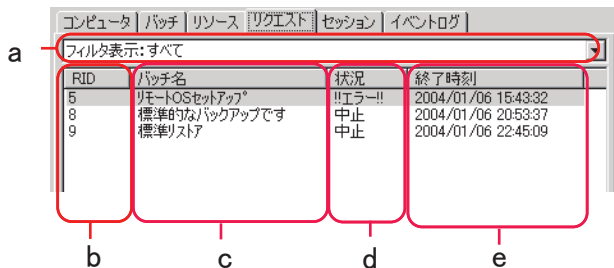 コンピュータ バッチ リソース リクエスト セッション イベントログ
a フィルタ表示: すべて
RID バッチ名 状況 終了時刻
5 リモートOSセットアップ !!エラー!! 2004/01/06 15:43:32
8 標準的なバックアップです 中止 2004/01/06 20:53:37
9 標準リストア 中止 2004/01/06 22:45:09
b c d e